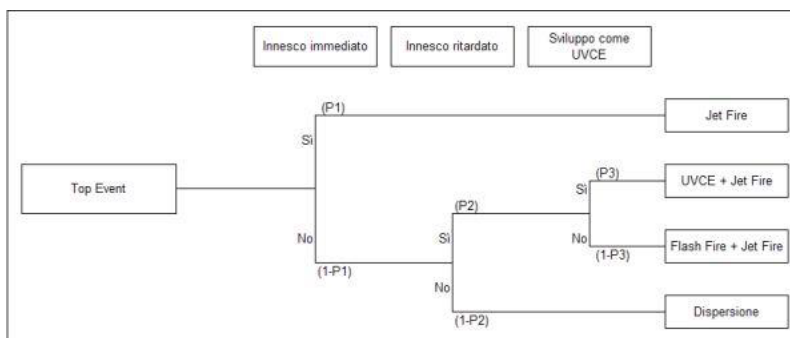 Innesco immediato
Innesco ritardato
Sviluppo come
UVCE
(P1)
Jet Fire
Sì
Top Event
(P3)
UVCE + Jet Fire
Sì
(P2)
No
Sì
No
Flash Fire + Jet Fire
(1-P3)
(1-P1)
No
Dispersione
(1-P2)